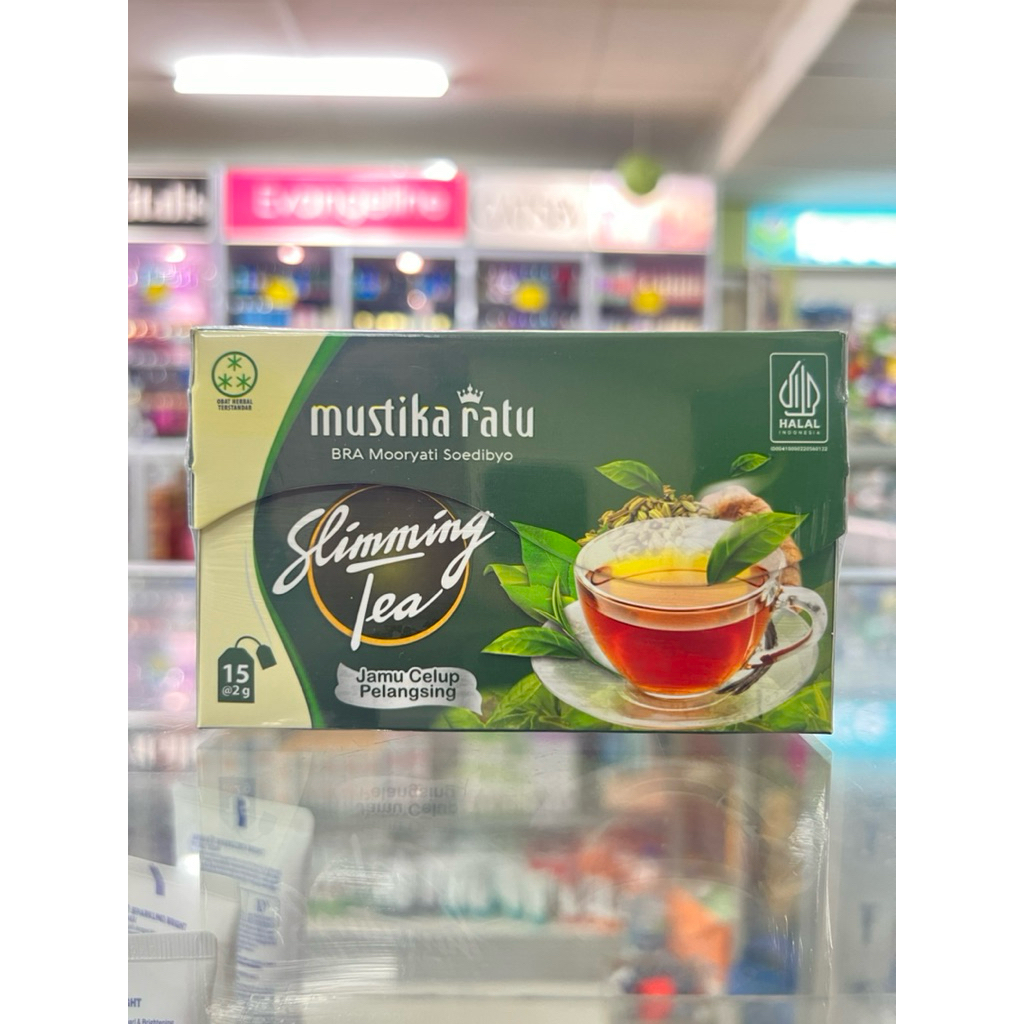 Evangeline
OBAT HERBAL
TERSTANDAR
mustika ratu
BRA Mooryati Soedibyo
HALAL
INDONESIA
Slimming
Tea
Jamu Celup
Pelangsing
15
@2g